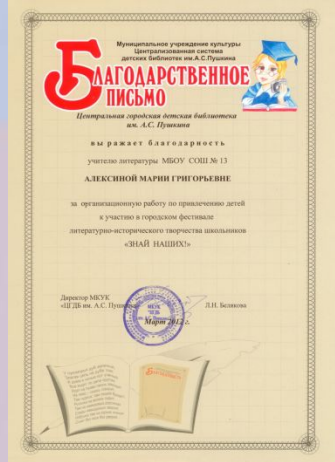 Муниципальное учреждение культуры
Централизованная система
детских библиотек им.А.С.Пушкина
БЛАГОДАРСТВЕННОЕ
ПИСЬМО
Центральная городская детская библиотека
им. А.С. Пушкина
выражает благодарность
учителю литературы МБОУ СОШ № 13
АЛЕКСИНОЙ МАРИИ ГРИГОРЬЕВНЕ
за организационную работу по привлечению детей
к участию в городском фестивале
литературно-исторического творчества школьников
«ЗНАЙ НАШИХ!»
Директор МКУК
«ЦГДБ им. А.С. Пушкина» Л.Н. Белякова
Март 2012 г.